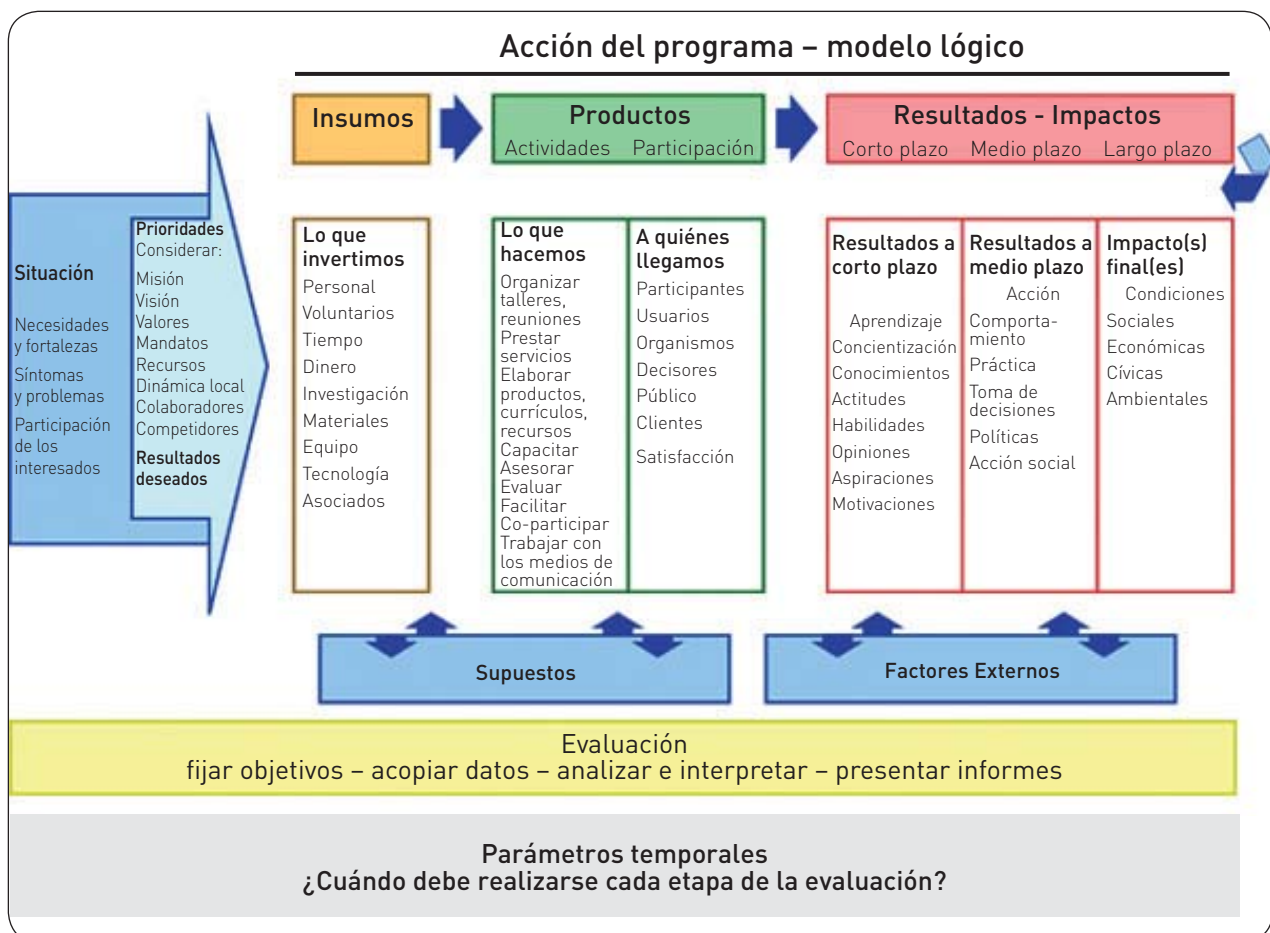 Acción del programa – modelo lógico
Insumos
Productos
Actividades Participación
Resultados - Impactos
Corto plazo Medio plazo Largo plazo
Situación
Necesidades
y fortalezas
Síntomas
y problemas
Participación
de los
interesados
Prioridades
Considerar:
Misión
Visión
Valores
Mandatos
Recursos
Dinámica local
Colaboradores
Competidores
Resultados
deseados
Lo que
invertimos
Personal
Voluntarios
Tiempo
Dinero
Investigación
Materiales
Equipo
Tecnología
Asociados
Lo que
hacemos
Organizar
talleres,
reuniones
Prestar
servicios
Elaborar
productos,
currículos,
recursos
Capacitar
Asesorar
Evaluar
Facilitar
Co-participar
Trabajar con
los medios de
comunicación
A quiénes
llegamos
Participantes
Usuarios
Organismos
Decisores
Público
Clientes
Satisfacción
Resultados a
corto plazo
Aprendizaje
Concientización
Conocimientos
Actitudes
Habilidades
Opiniones
Aspiraciones
Motivaciones
Resultados a
medio plazo
Acción
Comporta-
miento
Práctica
Toma de
decisiones
Políticas
Acción social
Impacto(s)
final(es)
Condiciones
Sociales
Económicas
Cívicas
Ambientales
Supuestos
Factores Externos
Evaluación
fijar objetivos – acopiar datos – analizar e interpretar – presentar informes
Parámetros temporales
¿Cuándo debe realizarse cada etapa de la evaluación?